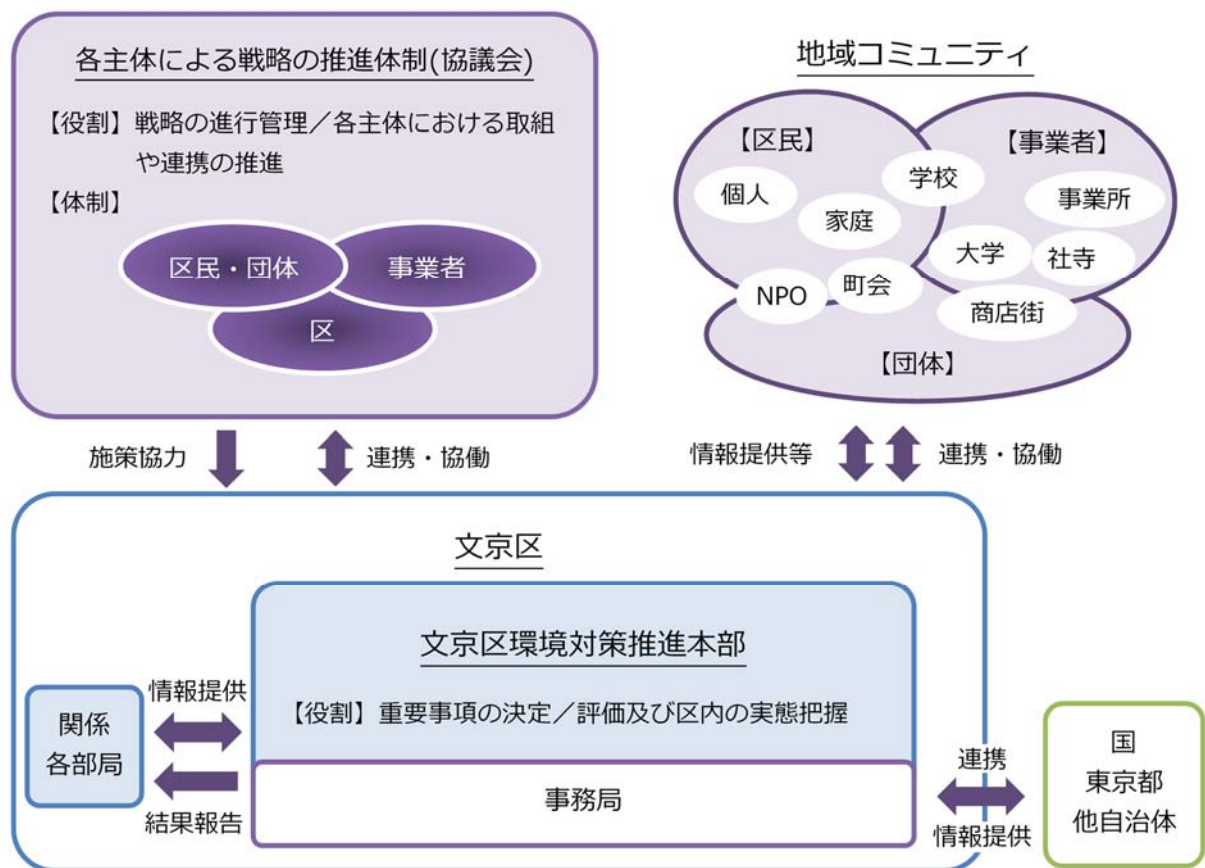 各主体による戦略の推進体制(協議会)
【役割】戦略の進行管理／各主体における取組
や連携の推進
【体制】
区民・団体
事業者
区
地域コミュニティ
【区民】
【事業者】
学校
個人
事業所
家庭
大学
社寺
NPO
町会
商店街
【団体】
施策協力
連携・協働
情報提供等
連携・協働
文京区
文京区環境対策推進本部
【役割】重要事項の決定／評価及び区内の実態把握
事務局
情報提供
関係
各部局
結果報告
連携
情報提供
国
東京都
他自治体